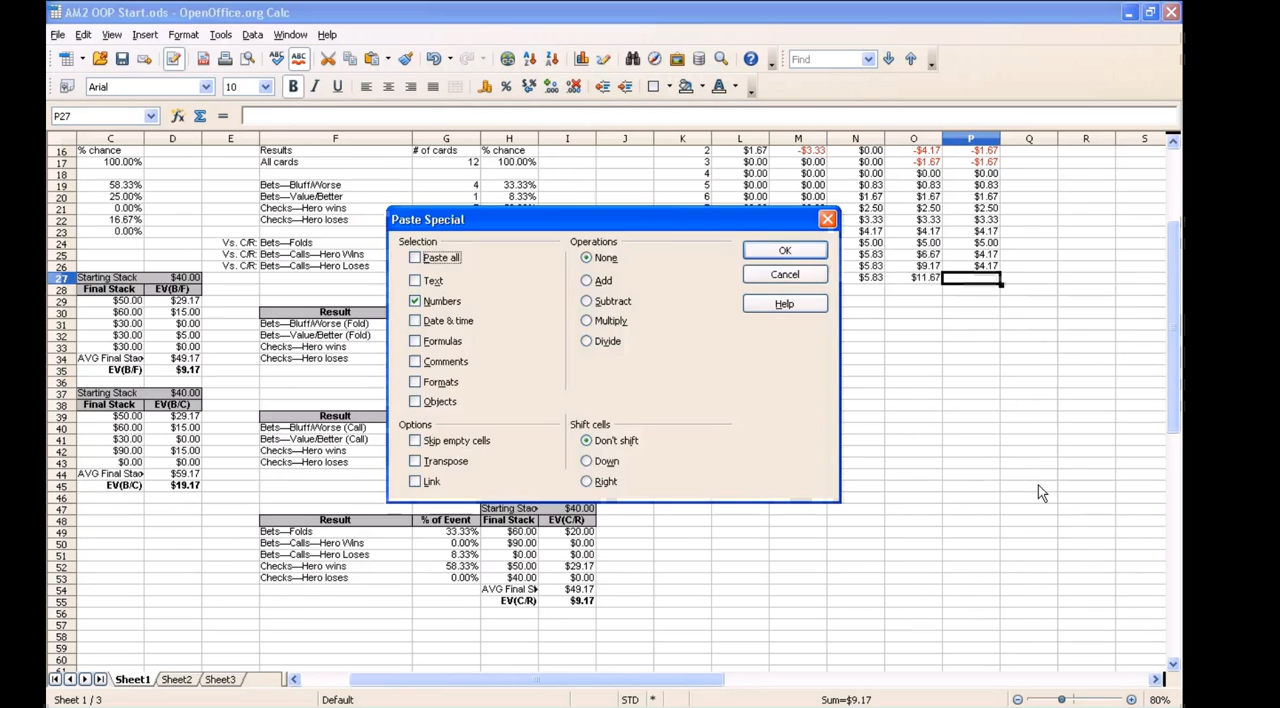 AM2 OOP Start.ods - OpenOffice.org Calc
File Edit View Insert Format Tools Data Window Help
Find
Arial 10 B I U
P27
C D E F G H I J K L M N O P Q R S
16 % chance Results # of cards % chance 2 $1.67 -$3.33 $0.00 -$4.17 -$1.67
17 100.00% All cards 12 100.00% 3 $0.00 $0.00 $0.00 -$1.67 -$1.67
18 4 $0.00 $0.00 $0.00 $0.00 $0.00
19 58.33% Bets—Bluff/Worse 4 33.33% 5 $0.00 $0.00 $0.83 $0.83 $0.83
20 25.00% Bets—Value/Better 1 8.33% 6 $0.00 $0.00 $1.67 $1.67 $1.67
21 0.00% Checks—Hero wins $0.00 $0.00 $2.50 $2.50 $2.50
22 16.67% Checks—Hero loses $3.33 $3.33 $3.33
23 0.00% $4.17 $4.17 $4.17
24 Vs. C/R: Bets—Folds $5.00 $5.00 $5.00
25 Vs. C/R: Bets—Calls—Hero Wins $5.83 $6.67 $4.17
26 Vs. C/R: Bets—Calls—Hero Loses $5.83 $9.17 $4.17
27 Starting Stack $40.00 $5.83 $11.67
28 Final Stack EV(B/F)
29 $50.00 $29.17
30 $60.00 $15.00 Result
31 $30.00 $0.00 Bets—Bluff/Worse (Fold)
32 $30.00 $5.00 Bets—Value/Better (Fold)
33 $30.00 $0.00 Checks—Hero wins
34 AVG Final Sta $49.17 Checks—Hero loses
35 EV(B/F) $9.17
36
37 Starting Stack $40.00
38 Final Stack EV(B/C)
39 $50.00 $29.17 Result
40 $60.00 $15.00 Bets—Bluff/Worse (Call)
41 $30.00 $0.00 Bets—Value/Better (Call)
42 $90.00 $15.00 Checks—Hero wins
43 $0.00 $0.00 Checks—Hero loses
44 AVG Final Sta $59.17
45 EV(B/C) $19.17
46
47 Starting Stac $40.00
48 Result % of Event Final Stack EV(C/R)
49 Bets—Folds 33.33% $60.00 $20.00
50 Bets—Calls—Hero Wins 0.00% $90.00 $0.00
51 Bets—Calls—Hero Loses 8.33% $0.00 $0.00
52 Checks—Hero wins 58.33% $50.00 $29.17
53 Checks—Hero loses 0.00% $40.00 $0.00
54 AVG Final S $49.17
55 EV(C/R) $9.17
56
57
58
59
60
Paste Special
Selection Operations
Paste all None OK
Text Add Cancel
Numbers Subtract Help
Date & time Multiply
Formulas Divide
Comments
Formats
Objects
Options Shift cells
Skip empty cells Don't shift
Transpose Down
Link Right
Sheet1 Sheet2 Sheet3
Sheet 1 / 3 Default STD * Sum=$9.17 80%